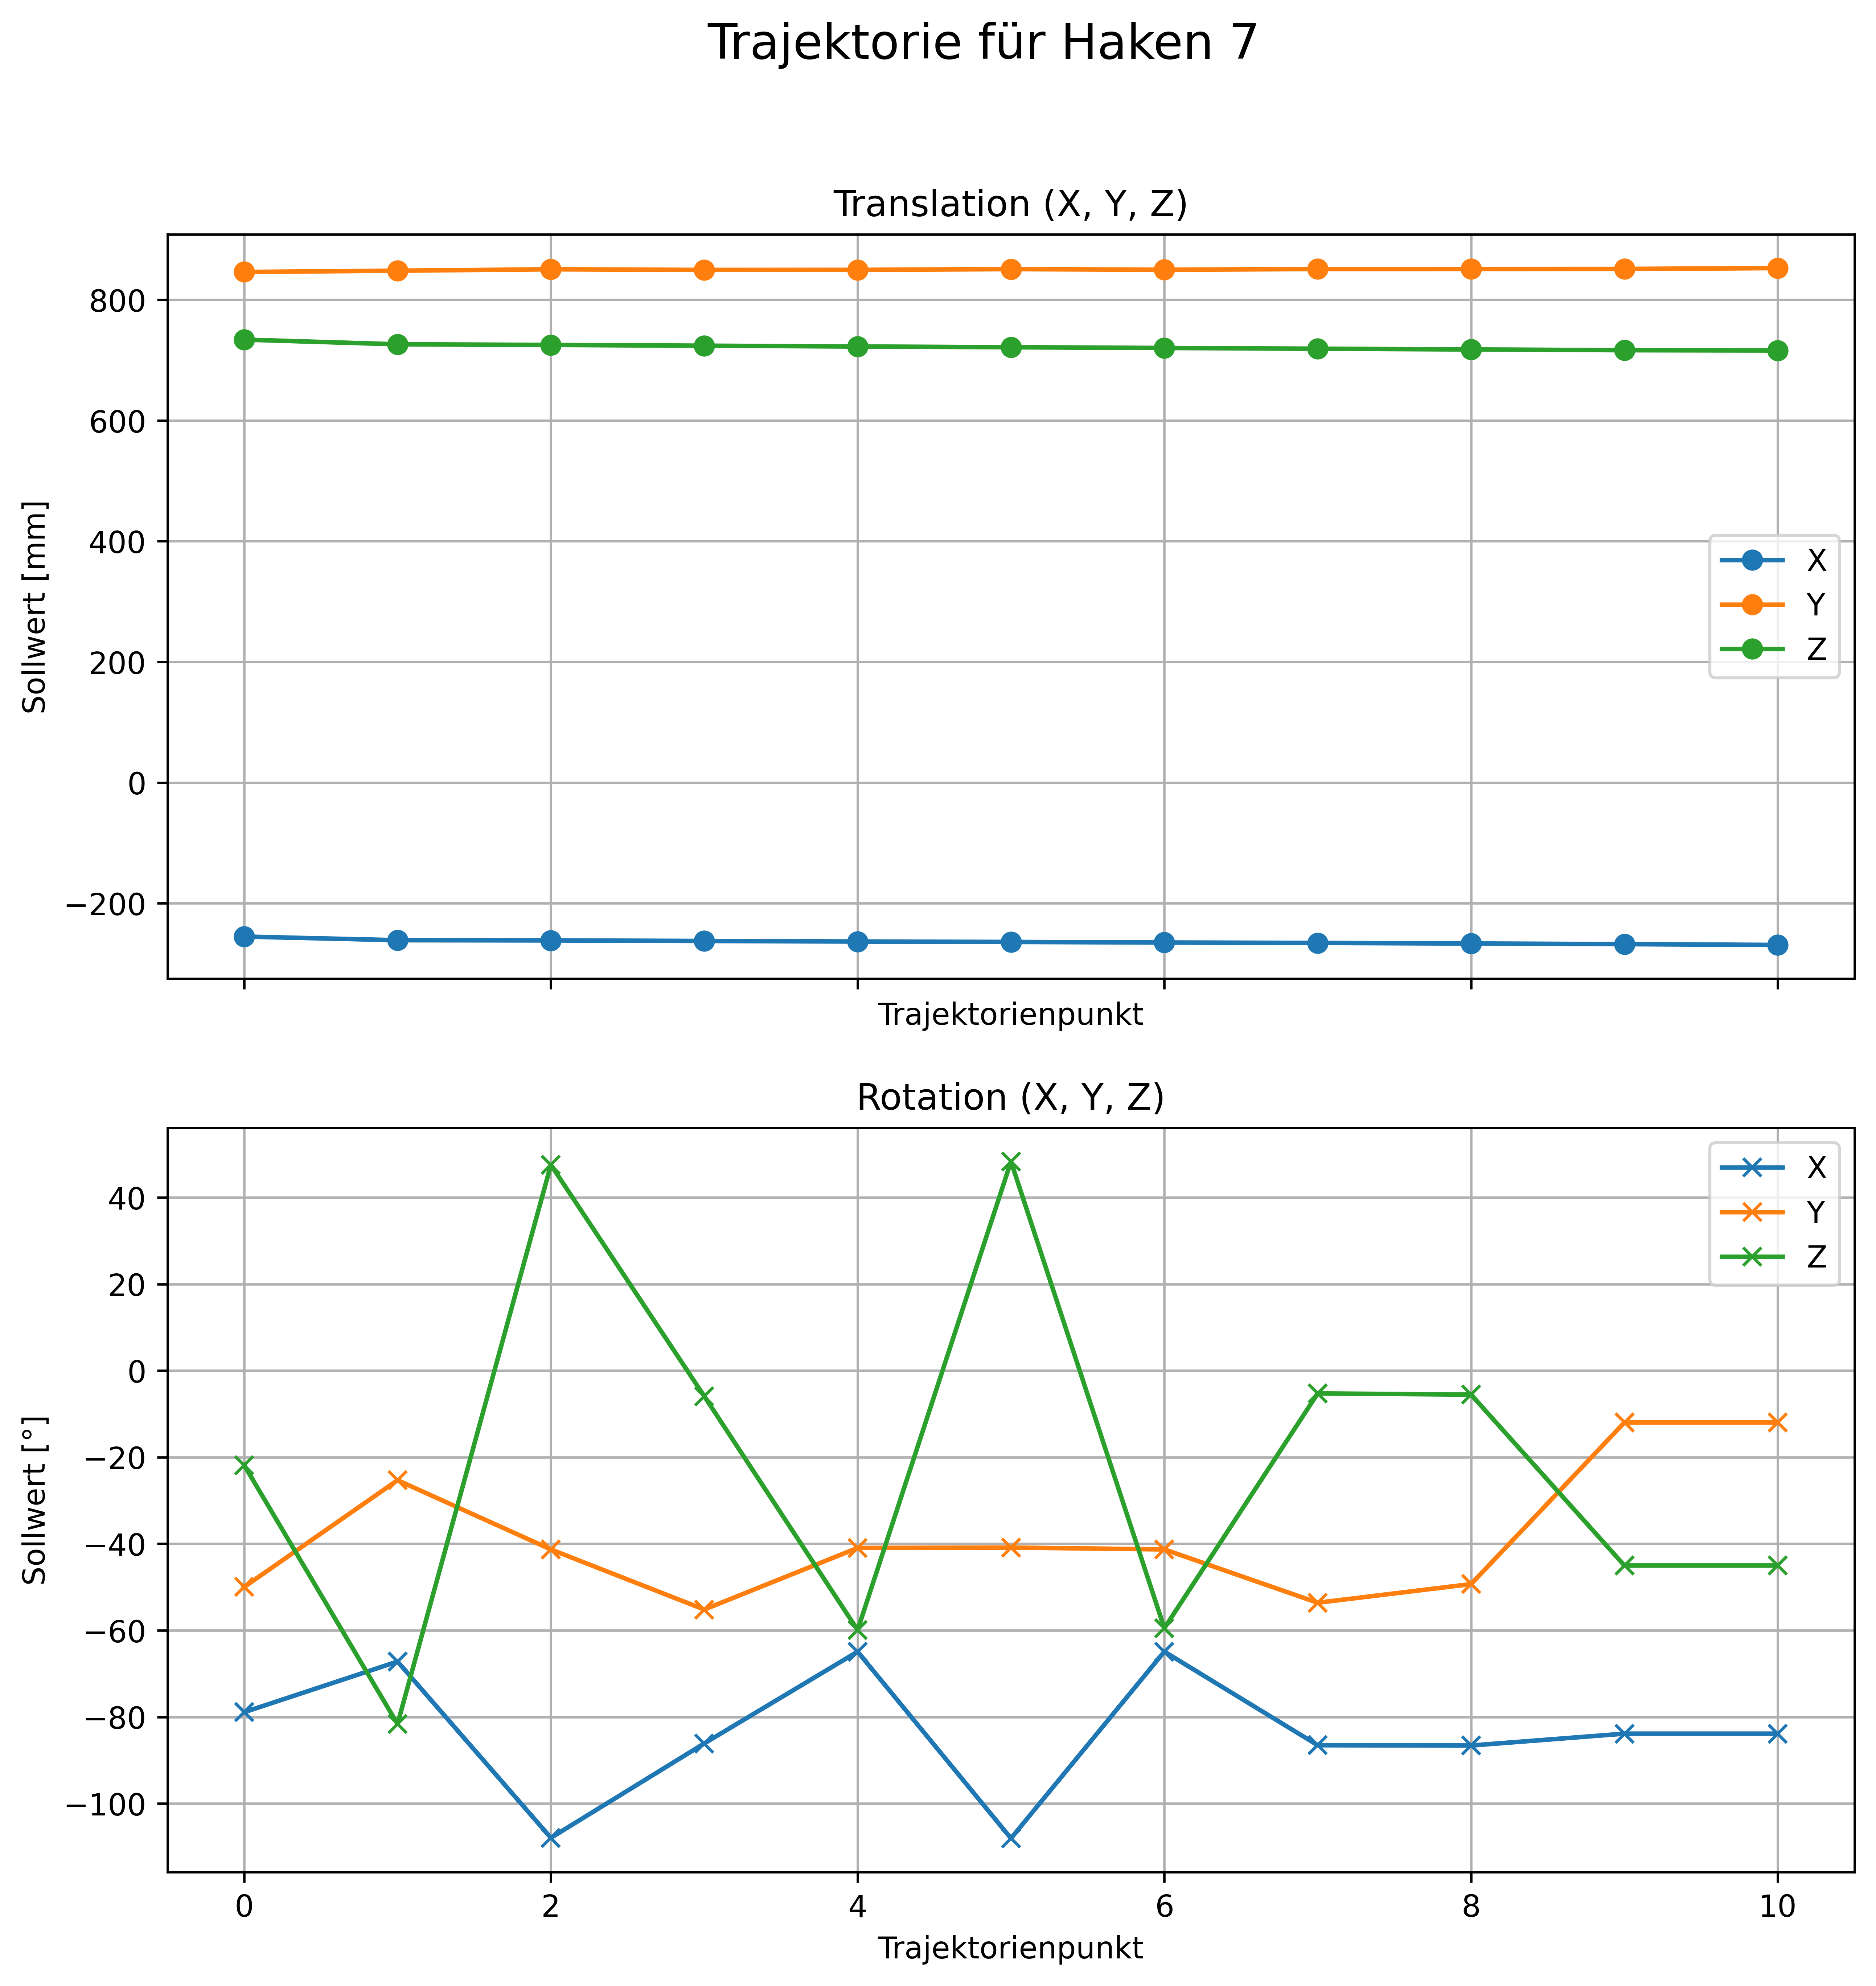 Trajektorie für Haken 7
Translation (X, Y, Z)
800
600
400
200
0
−200
Sollwert [mm]
X
Y
Z
Trajektorienpunkt
Rotation (X, Y, Z)
40
20
0
−20
−40
−60
−80
−100
Sollwert [°]
X
Y
Z
0 2 4 6 8 10
Trajektorienpunkt